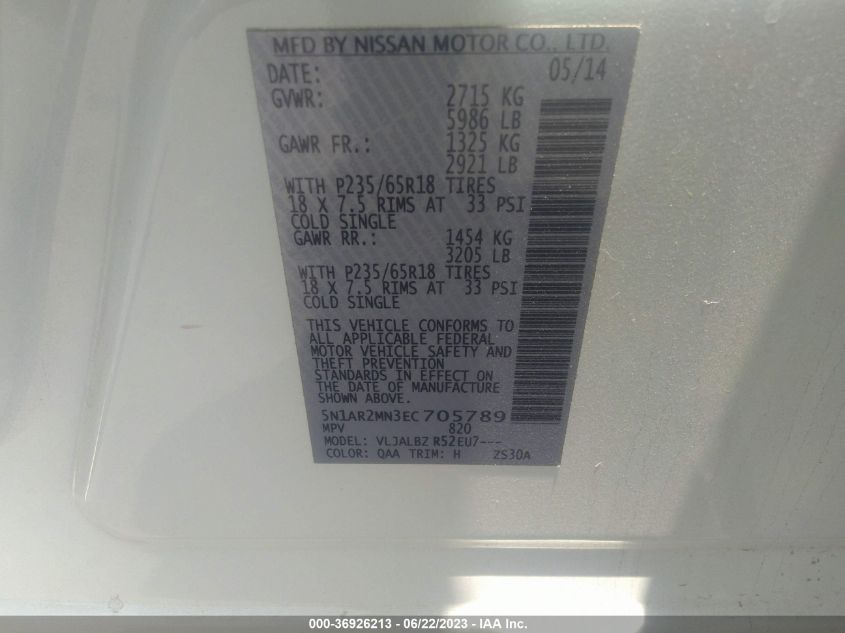 MFD BY NISSAN MOTOR CO., LTD.
DATE: 05/14
GVWR: 2715 KG
5986 LB
GAWR FR.: 1325 KG
2921 LB
WITH P235/65R18 TIRES
18 X 7.5 RIMS AT 33 PSI
COLD SINGLE
GAWR RR.: 1454 KG
3205 LB
WITH P235/65R18 TIRES
18 X 7.5 RIMS AT 33 PSI
COLD SINGLE
THIS VEHICLE CONFORMS TO
ALL APPLICABLE FEDERAL
MOTOR VEHICLE SAFETY AND
THEFT PREVENTION
STANDARDS IN EFFECT ON
THE DATE OF MANUFACTURE
SHOWN ABOVE.
5N1AR2MN3EC705789
MPV 820
MODEL: VLJALBZ R52EU7---
COLOR: QAA TRIM: H ZS30A
000-36926213 - 06/22/2023 - IAA Inc.